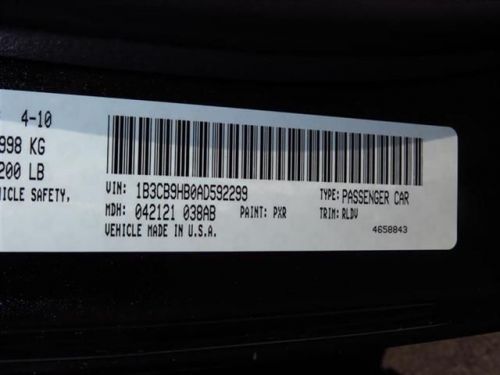 4-10
998 KG
200 LB
HICLE SAFETY,
VIN: 1B3CB9HB0AD592299 TYPE: PASSENGER CAR
MDH: 042121 038AB PAINT: PXR TRIM: RLDV
VEHICLE MADE IN U.S.A. 4658843